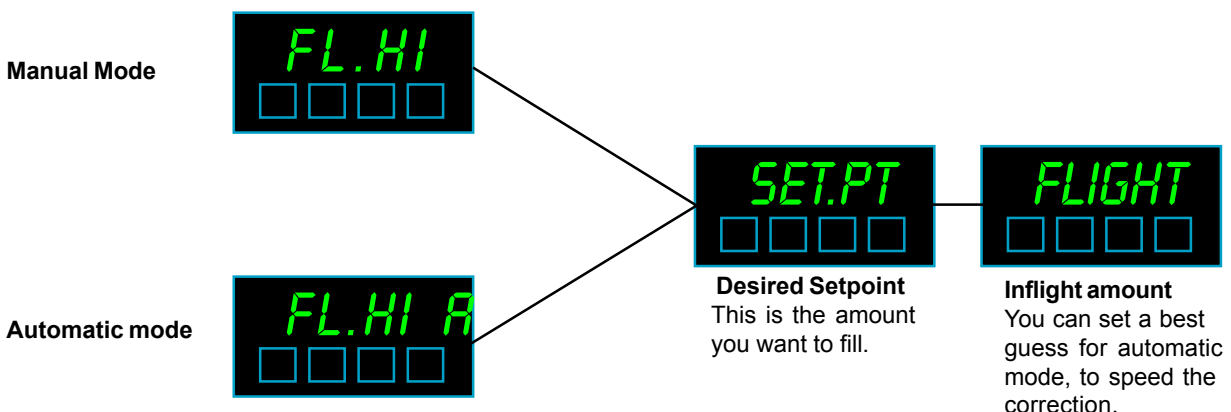 Manual Mode
FL.HI
SET.PT
FLIGHT
Desired Setpoint
This is the amount
you want to fill.
Inflight amount
You can set a best
guess for automatic
mode, to speed the
correction.
Automatic mode
FL.HI A